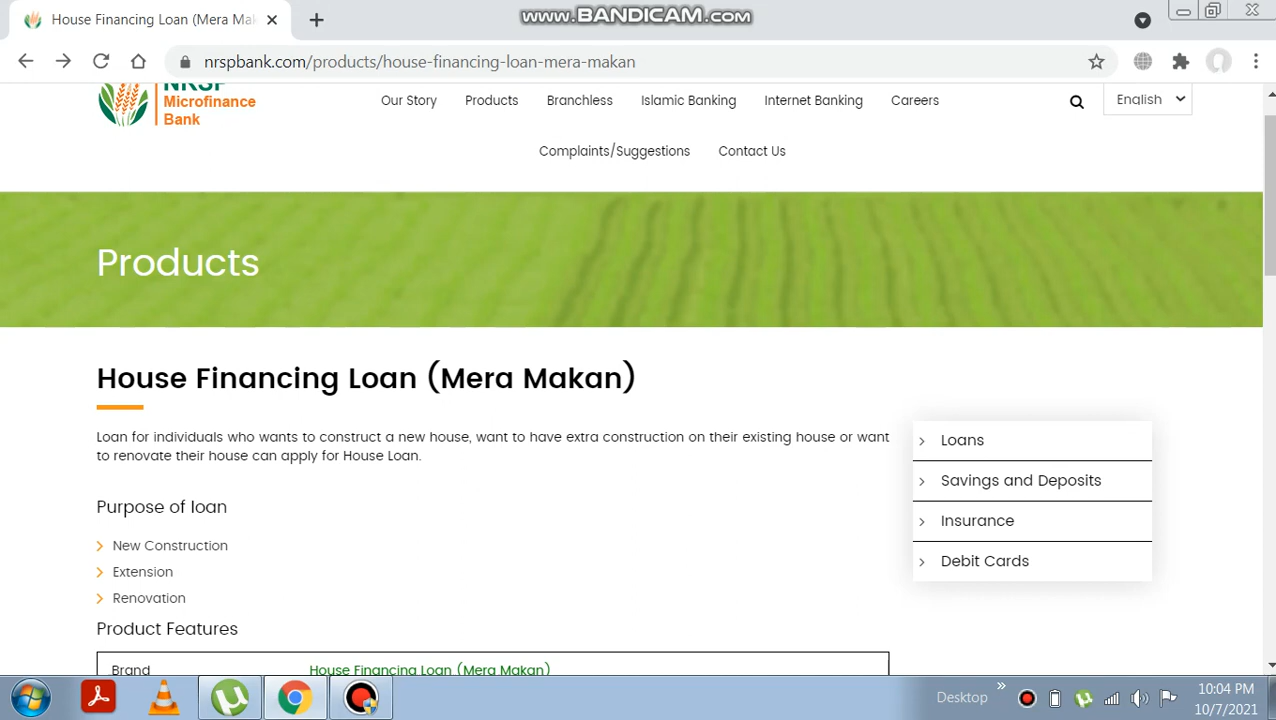 House Financing Loan (Mera Mak
www.BANDICAM.com
nrspbank.com/products/house-financing-loan-mera-makan
NRSP
Microfinance
Bank
Our Story
Products
Branchless
Islamic Banking
Internet Banking
Careers
English
Complaints/Suggestions
Contact Us
Products
House Financing Loan (Mera Makan)
Loan for individuals who wants to construct a new house, want to have extra construction on their existing house or want
to renovate their house can apply for House Loan.
Purpose of loan
New Construction
Extension
Renovation
Product Features
Brand
House Financing Loan (Mera Makan)
Loans
Savings and Deposits
Insurance
Debit Cards
Desktop
10:04 PM
10/7/2021